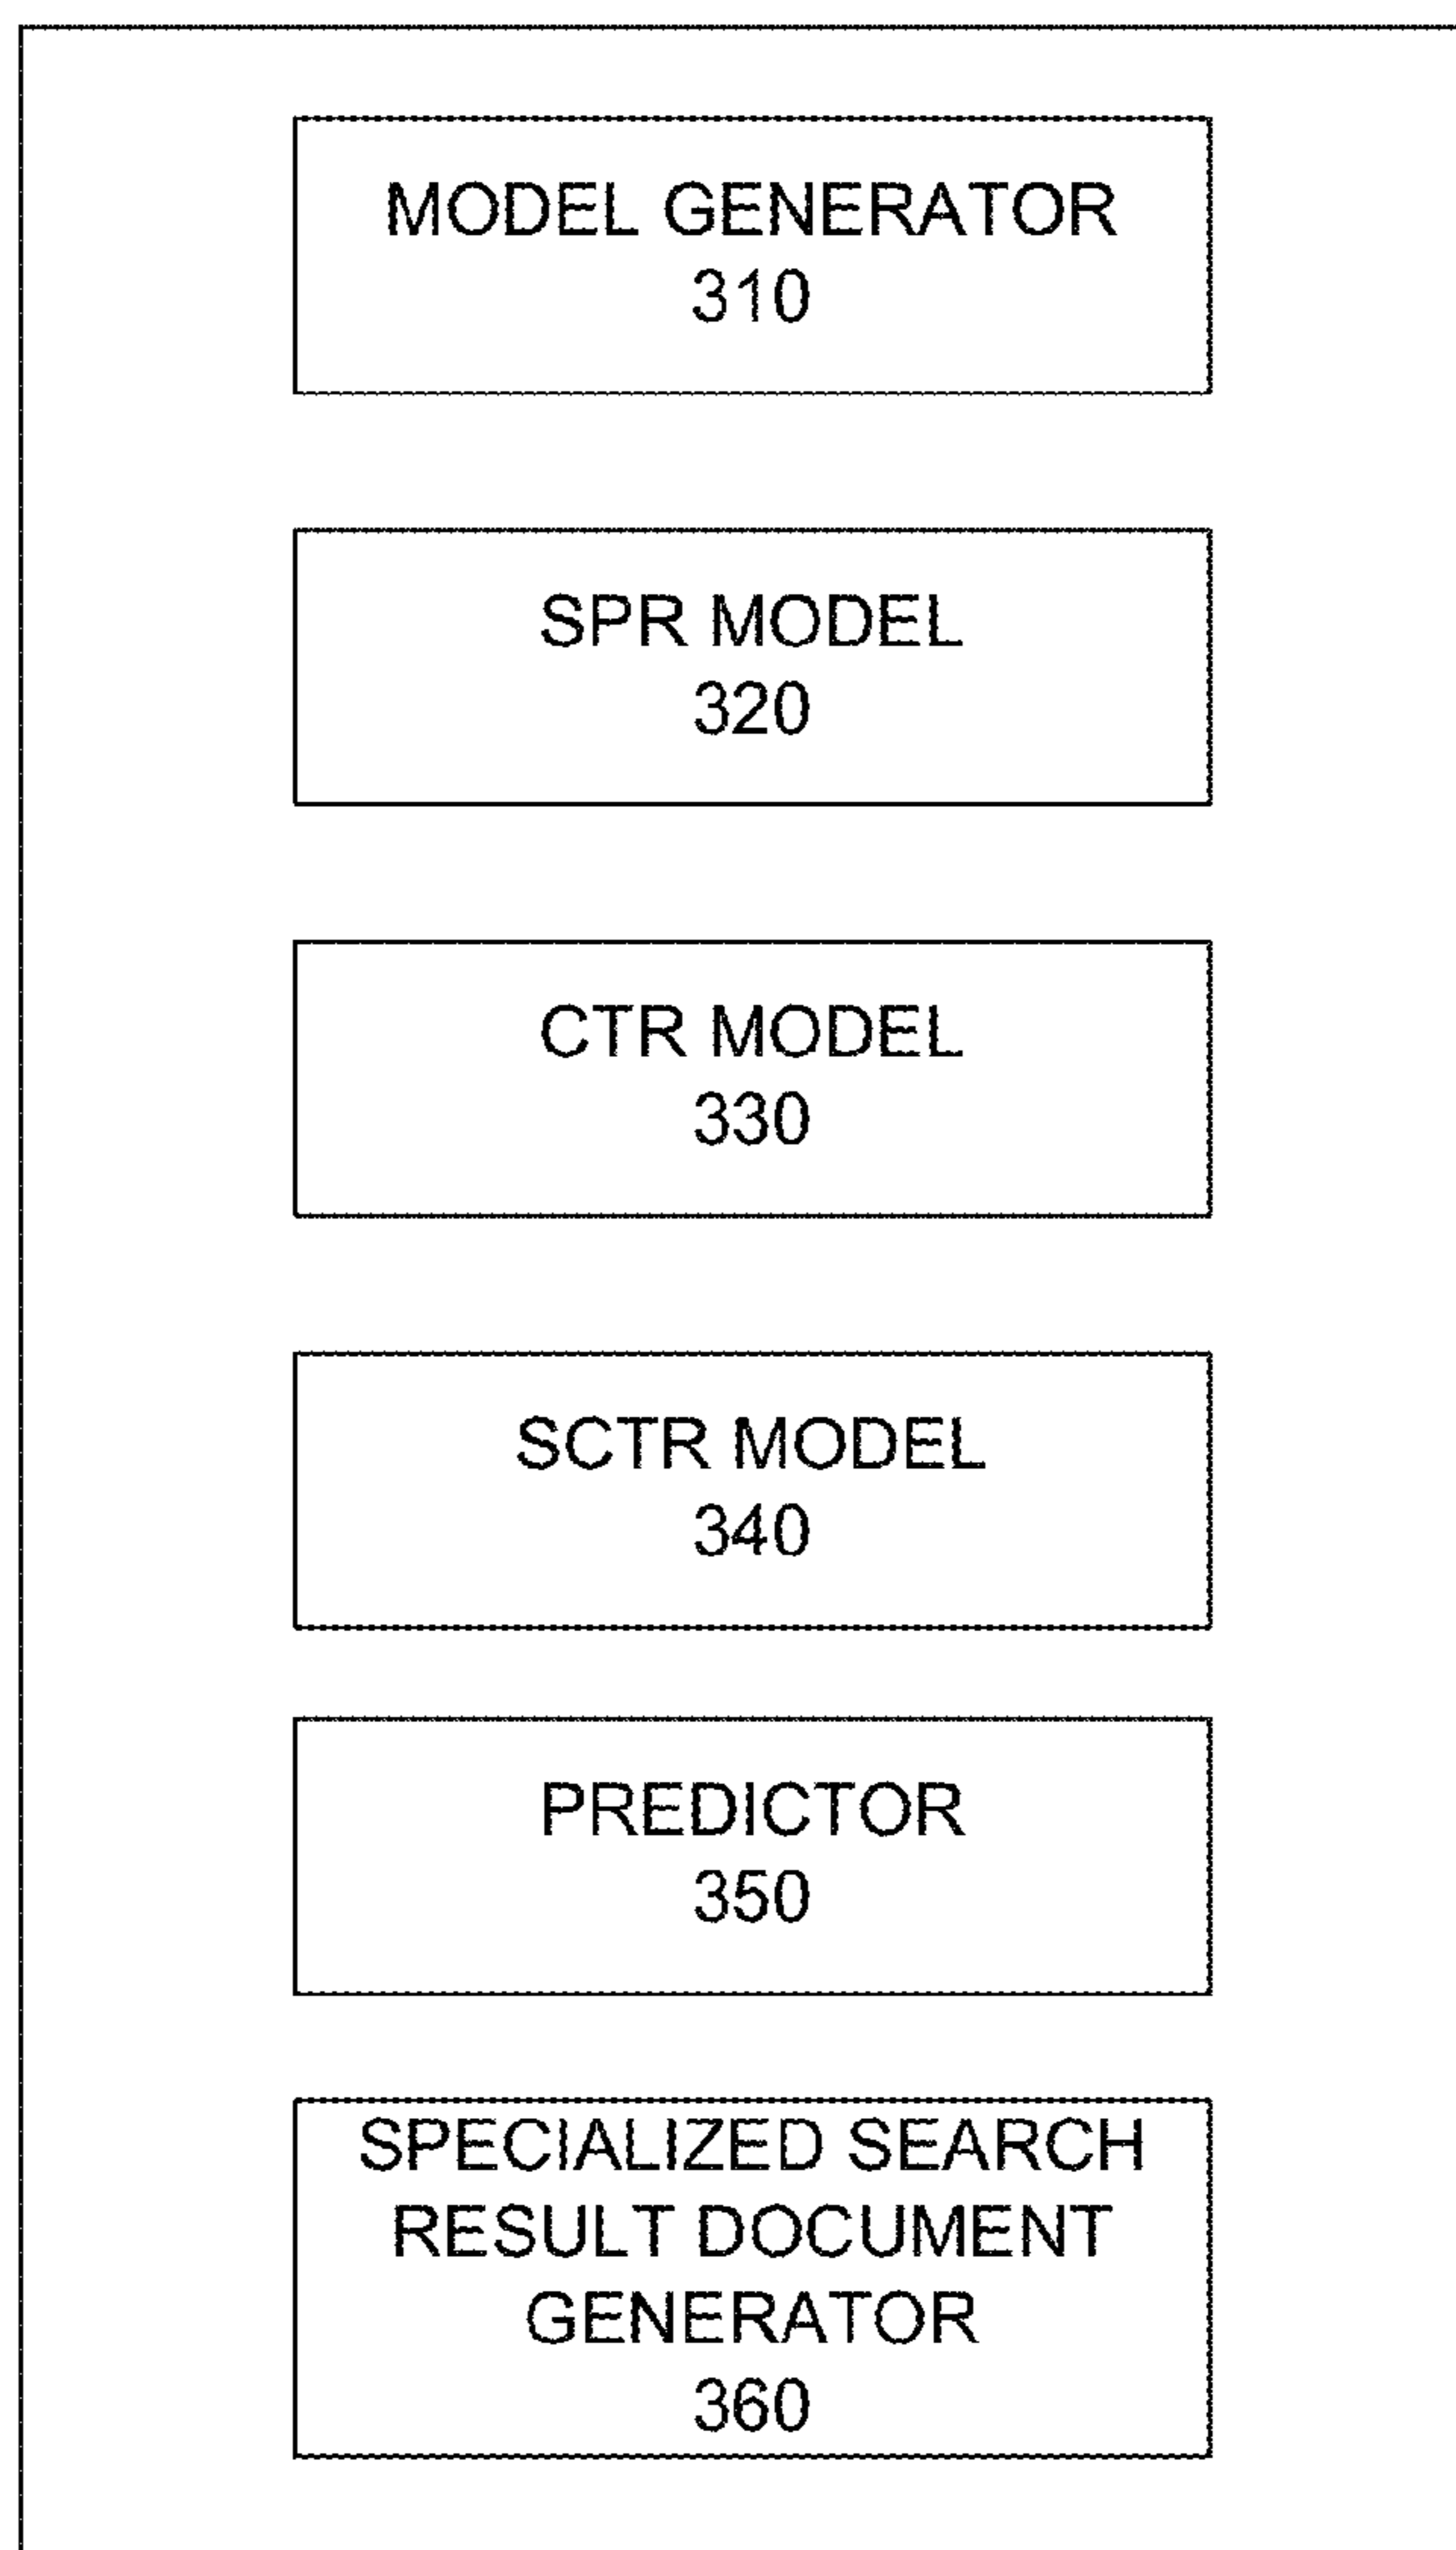 MODEL GENERATOR
310
SPR MODEL
320
CTR MODEL
330
SCTR MODEL
340
PREDICTOR
350
SPECIALIZED SEARCH
RESULT DOCUMENT
GENERATOR
360